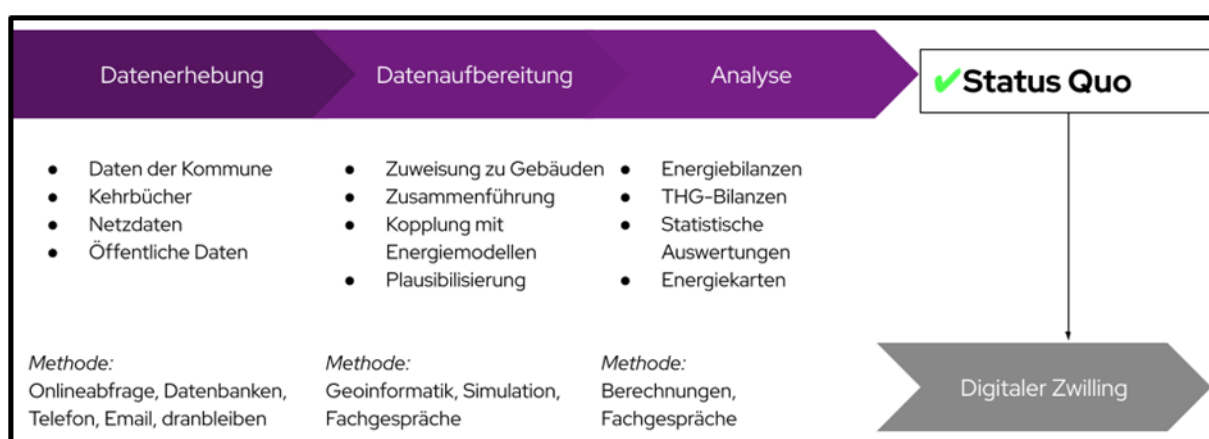 Datenerhebung
Datenaufbereitung
Analyse
✔Status Quo
● Daten der Kommune
● Kehrbücher
● Netzdaten
● Öffentliche Daten
● Zuweisung zu Gebäuden
● Zusammenführung
● Kopplung mit
Energiemodellen
● Plausibilisierung
● Energiebilanzen
● THG-Bilanzen
● Statistische
Auswertungen
● Energiekarten
Methode:
Onlineabfrage, Datenbanken,
Telefon, Email, dranbleiben
Methode:
Geoinformatik, Simulation,
Fachgespräche
Methode:
Berechnungen,
Fachgespräche
Digitaler Zwilling